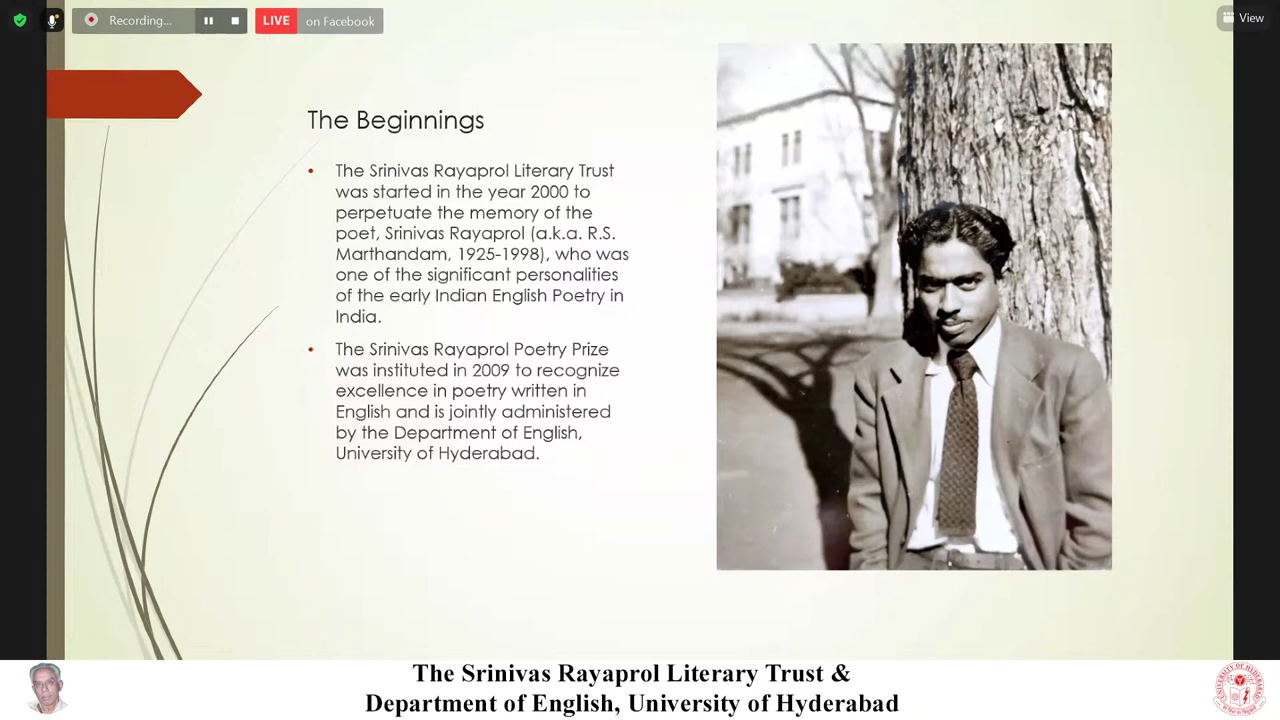 Recording...
LIVE on Facebook
View
The Beginnings
• The Srinivas Rayaprol Literary Trust
was started in the year 2000 to
perpetuate the memory of the
poet, Srinivas Rayaprol (a.k.a. R.S.
Marthandam, 1925-1998), who was
one of the significant personalities
of the early Indian English Poetry in
India.
• The Srinivas Rayaprol Poetry Prize
was instituted in 2009 to recognize
excellence in poetry written in
English and is jointly administered
by the Department of English,
University of Hyderabad.
The Srinivas Rayaprol Literary Trust &
Department of English, University of Hyderabad
UNIVERSITY OF HYDERABAD